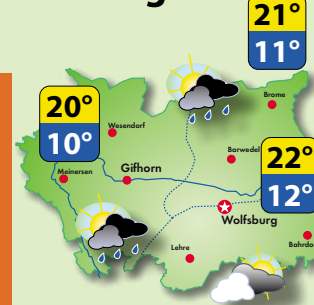 g
21°
11°
20°
10°
Brome
Wesendorf
Barwedel
22°
12°
Meinersen
Gifhorn
Wolfsburg
Lehre
Bahrdo